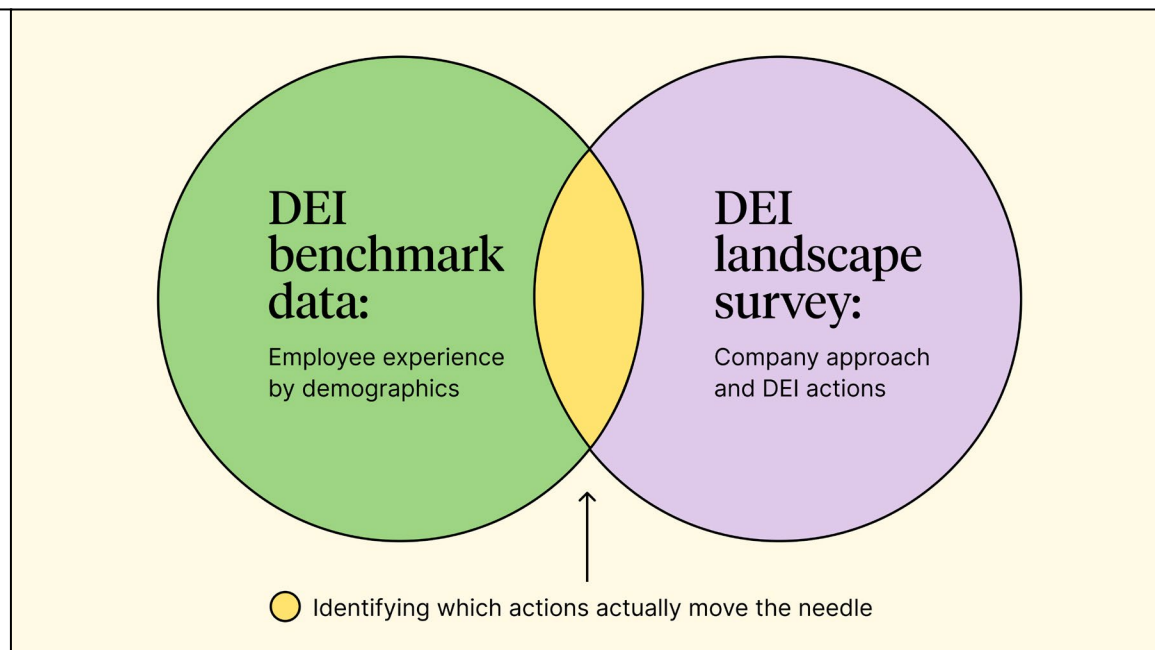 DEI
benchmark
data:
Employee experience
by demographics
DEI
landscape
survey:
Company approach
and DEI actions
Identifying which actions actually move the needle